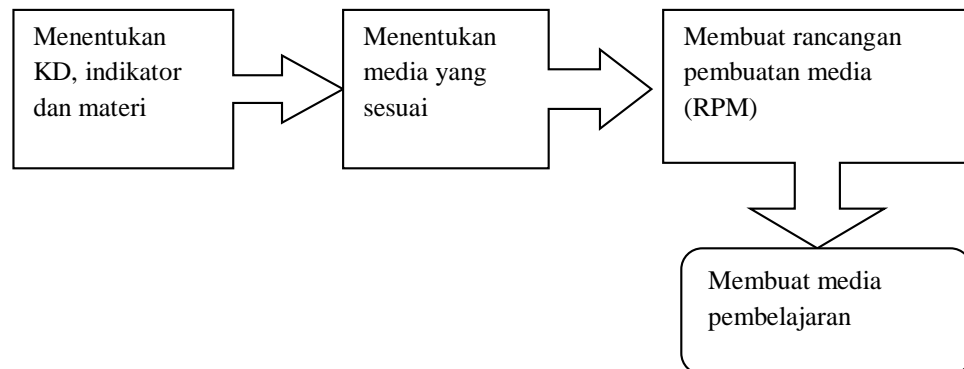 Menentukan
KD, indikator
dan materi
Menentukan
media yang
sesuai
Membuat rancangan
pembuatan media
(RPM)
Membuat media
pembelajaran